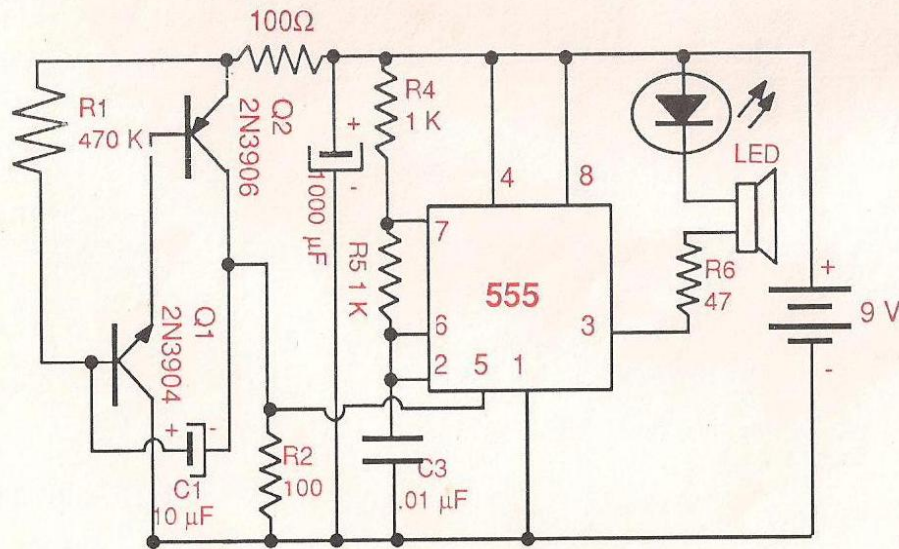 100Ω
R1
470 K
Q2
2N3906
+
-
1000 µF
R4
1 K
4
8
LED
7
R5 1 K
555
R6
47
+
9 V
-
6
3
2
5
1
Q1
2N3904
+
-
C1
10 µF
R2
100
C3
.01 µF